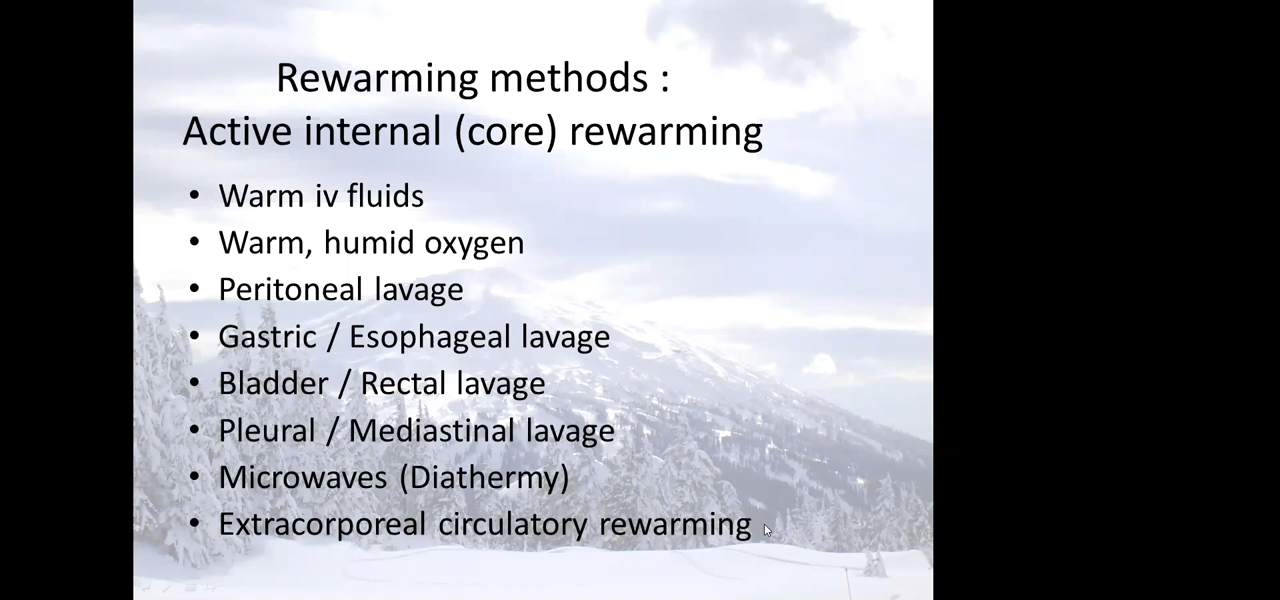 Rewarming methods :
Active internal (core) rewarming
• Warm iv fluids
• Warm, humid oxygen
• Peritoneal lavage
• Gastric / Esophageal lavage
• Bladder / Rectal lavage
• Pleural / Mediastinal lavage
• Microwaves (Diathermy)
• Extracorporeal circulatory rewarming